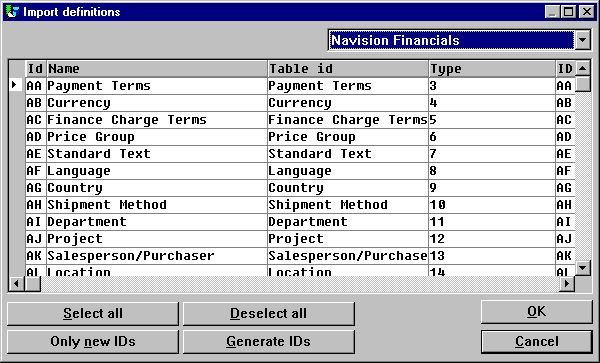 Import definitions
Navision Financials
Id Name Table id Type ID
AA Payment Terms Payment Terms 3 AA
AB Currency Currency 4 AB
AC Finance Charge Terms Finance Charge Terms 5 AC
AD Price Group Price Group 6 AD
AE Standard Text Standard Text 7 AE
AF Language Language 8 AF
AG Country Country 9 AG
AH Shipment Method Shipment Method 10 AH
AI Department Department 11 AI
AJ Project Project 12 AJ
AK Salesperson/Purchaser Salesperson/Purchase 13 AK
AL Location Location 14 AL
Select all Deselect all OK
Only new IDs Generate IDs Cancel